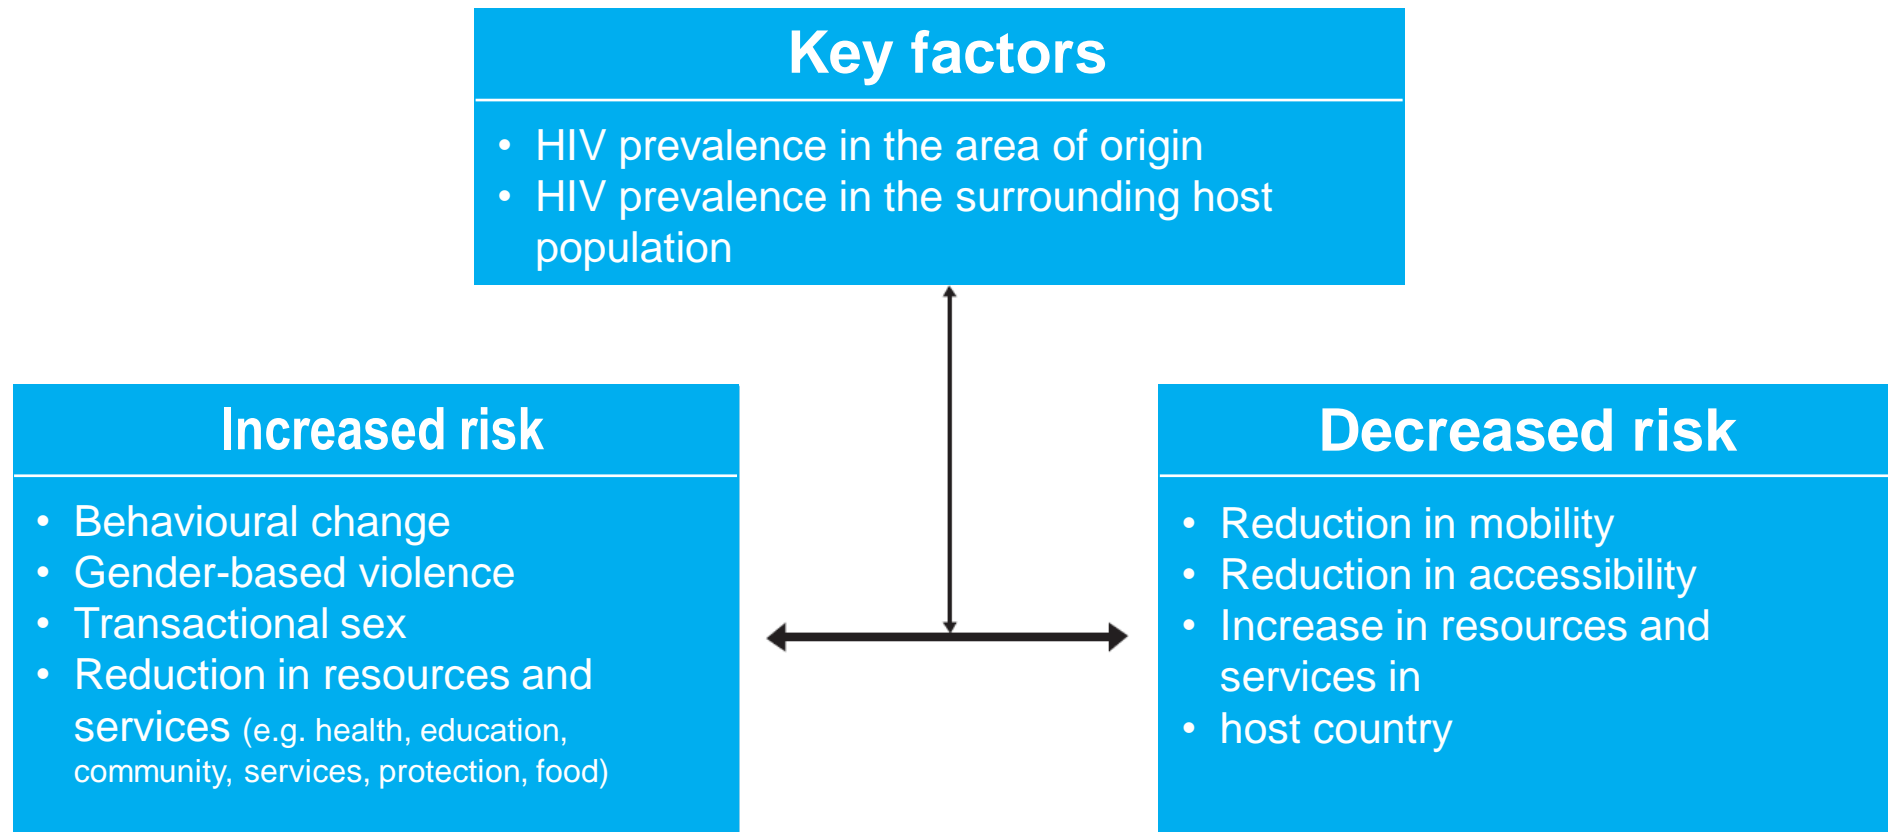 Key factors
• HIV prevalence in the area of origin
• HIV prevalence in the surrounding host
population
Increased risk
• Behavioural change
• Gender-based violence
• Transactional sex
• Reduction in resources and
services (e.g. health, education,
community, services, protection, food)
Decreased risk
• Reduction in mobility
• Reduction in accessibility
• Increase in resources and
services in
• host country